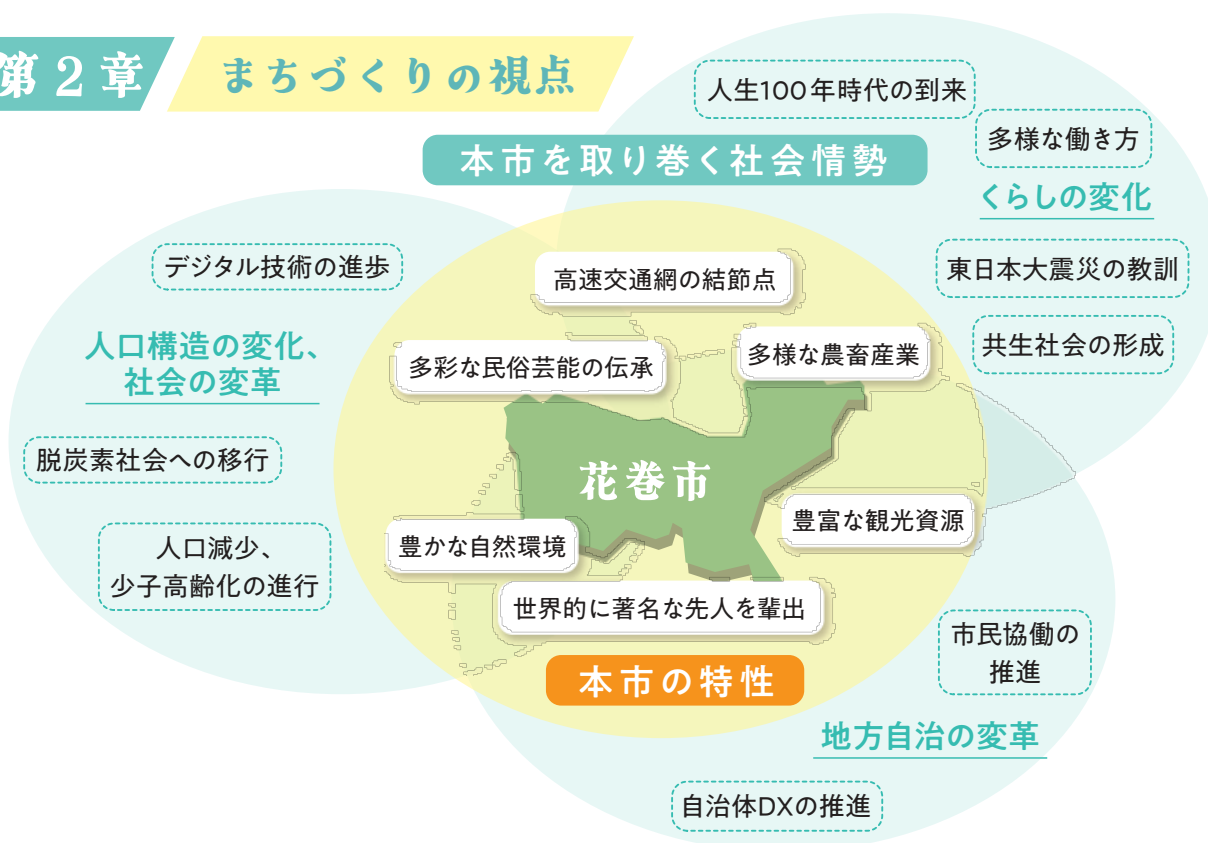 第2章
まちづくりの視点
本市を取り巻く社会情勢
人生100年時代の到来
多様な働き方
くらしの変化
東日本大震災の教訓
共生社会の形成
デジタル技術の進歩
人口構造の変化、
社会の変革
脱炭素社会への移行
人口減少、
少子高齢化の進行
高速交通網の結節点
多彩な民俗芸能の伝承
多様な農畜産業
花巻市
豊かな自然環境
豊富な観光資源
世界的に著名な先人を輩出
本市の特性
市民協働の
推進
地方自治の変革
自治体DXの推進